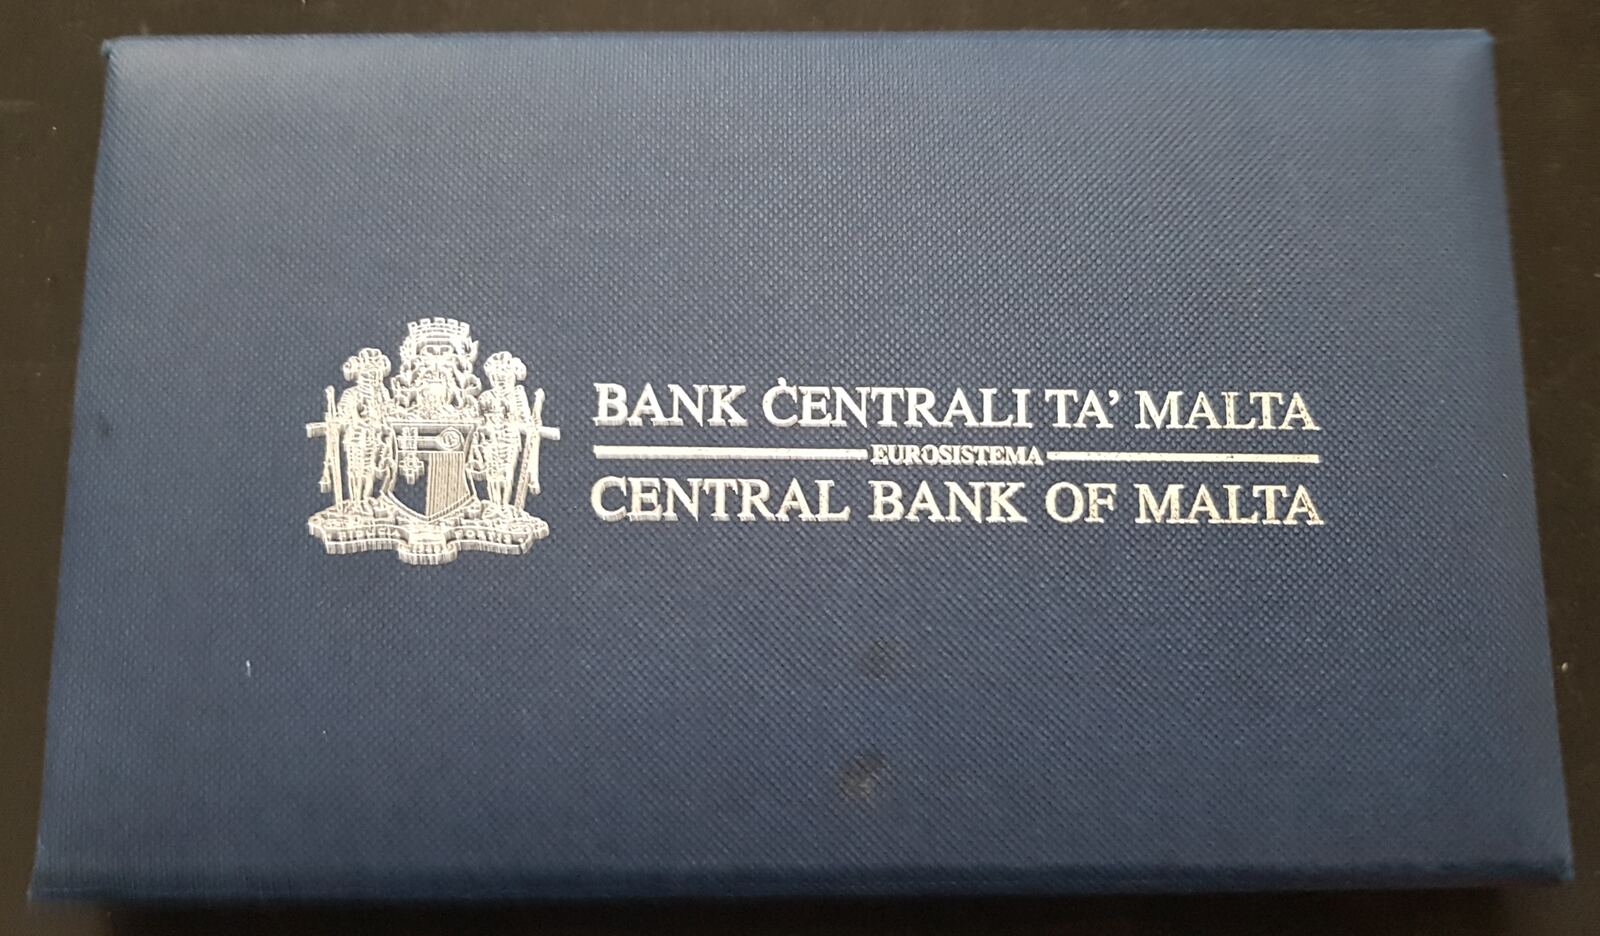 BANK ĊENTRALI TA' MALTA
EUROSISTEMA
CENTRAL BANK OF MALTA